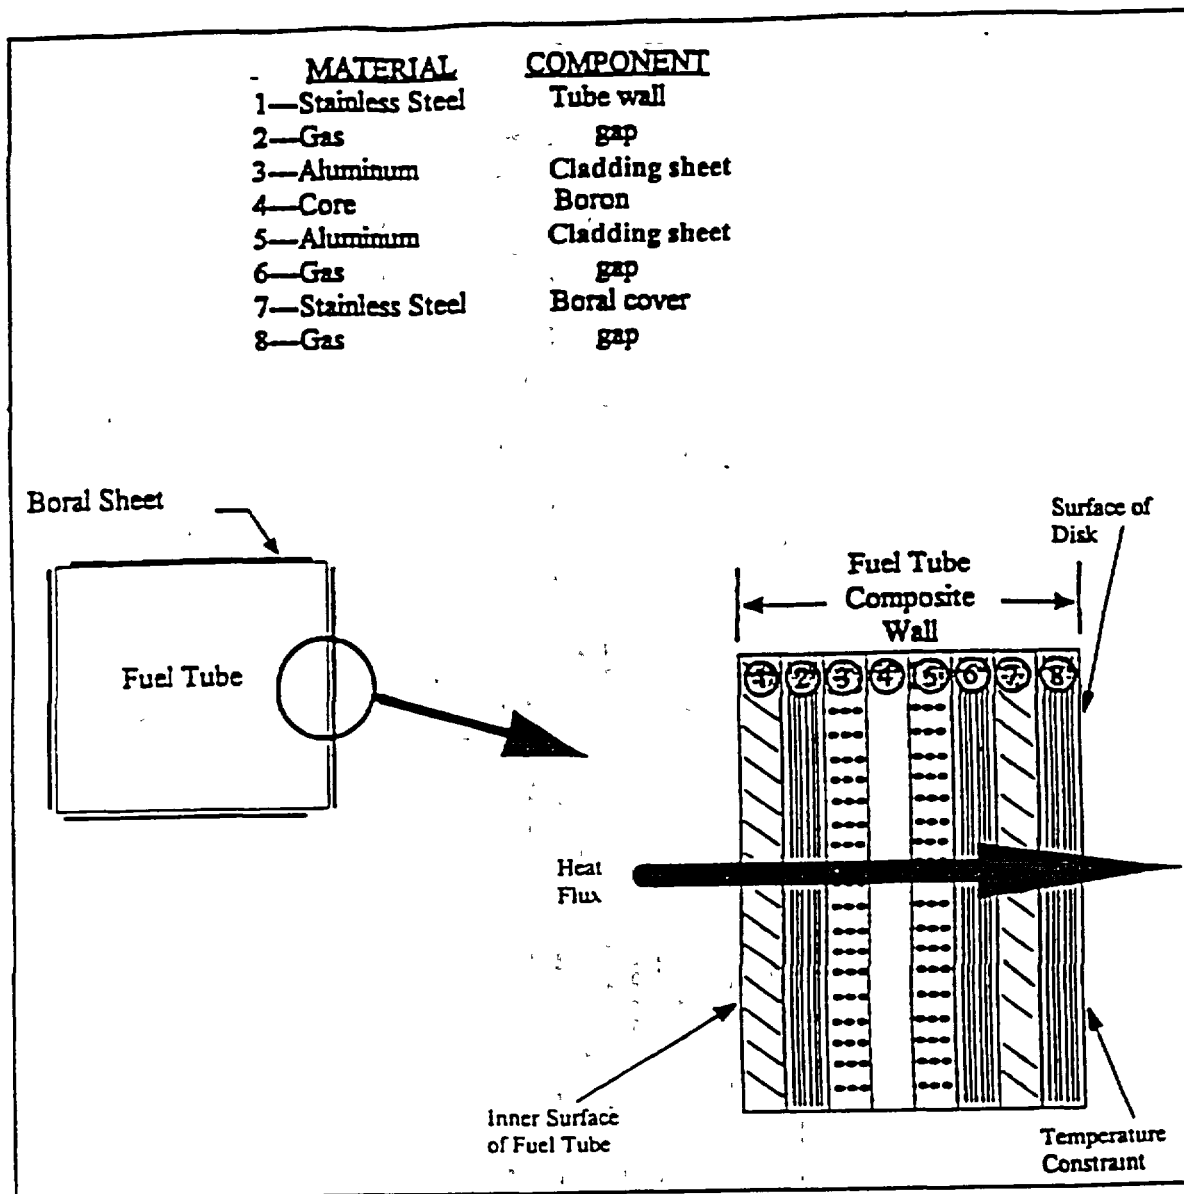 MATERIAL COMPONENT
1—Stainless Steel Tube wall
2—Gas gap
3—Aluminum Cladding sheet
4—Core Boron
5—Aluminum Cladding sheet
6—Gas gap
7—Stainless Steel Boral cover
8—Gas gap
Boral Sheet
Fuel Tube
Surface of
Disk
Fuel Tube
Composite
Wall
1 2 3 4 5 6 7 8
Heat
Flux
Inner Surface
of Fuel Tube
Temperature
Constraint